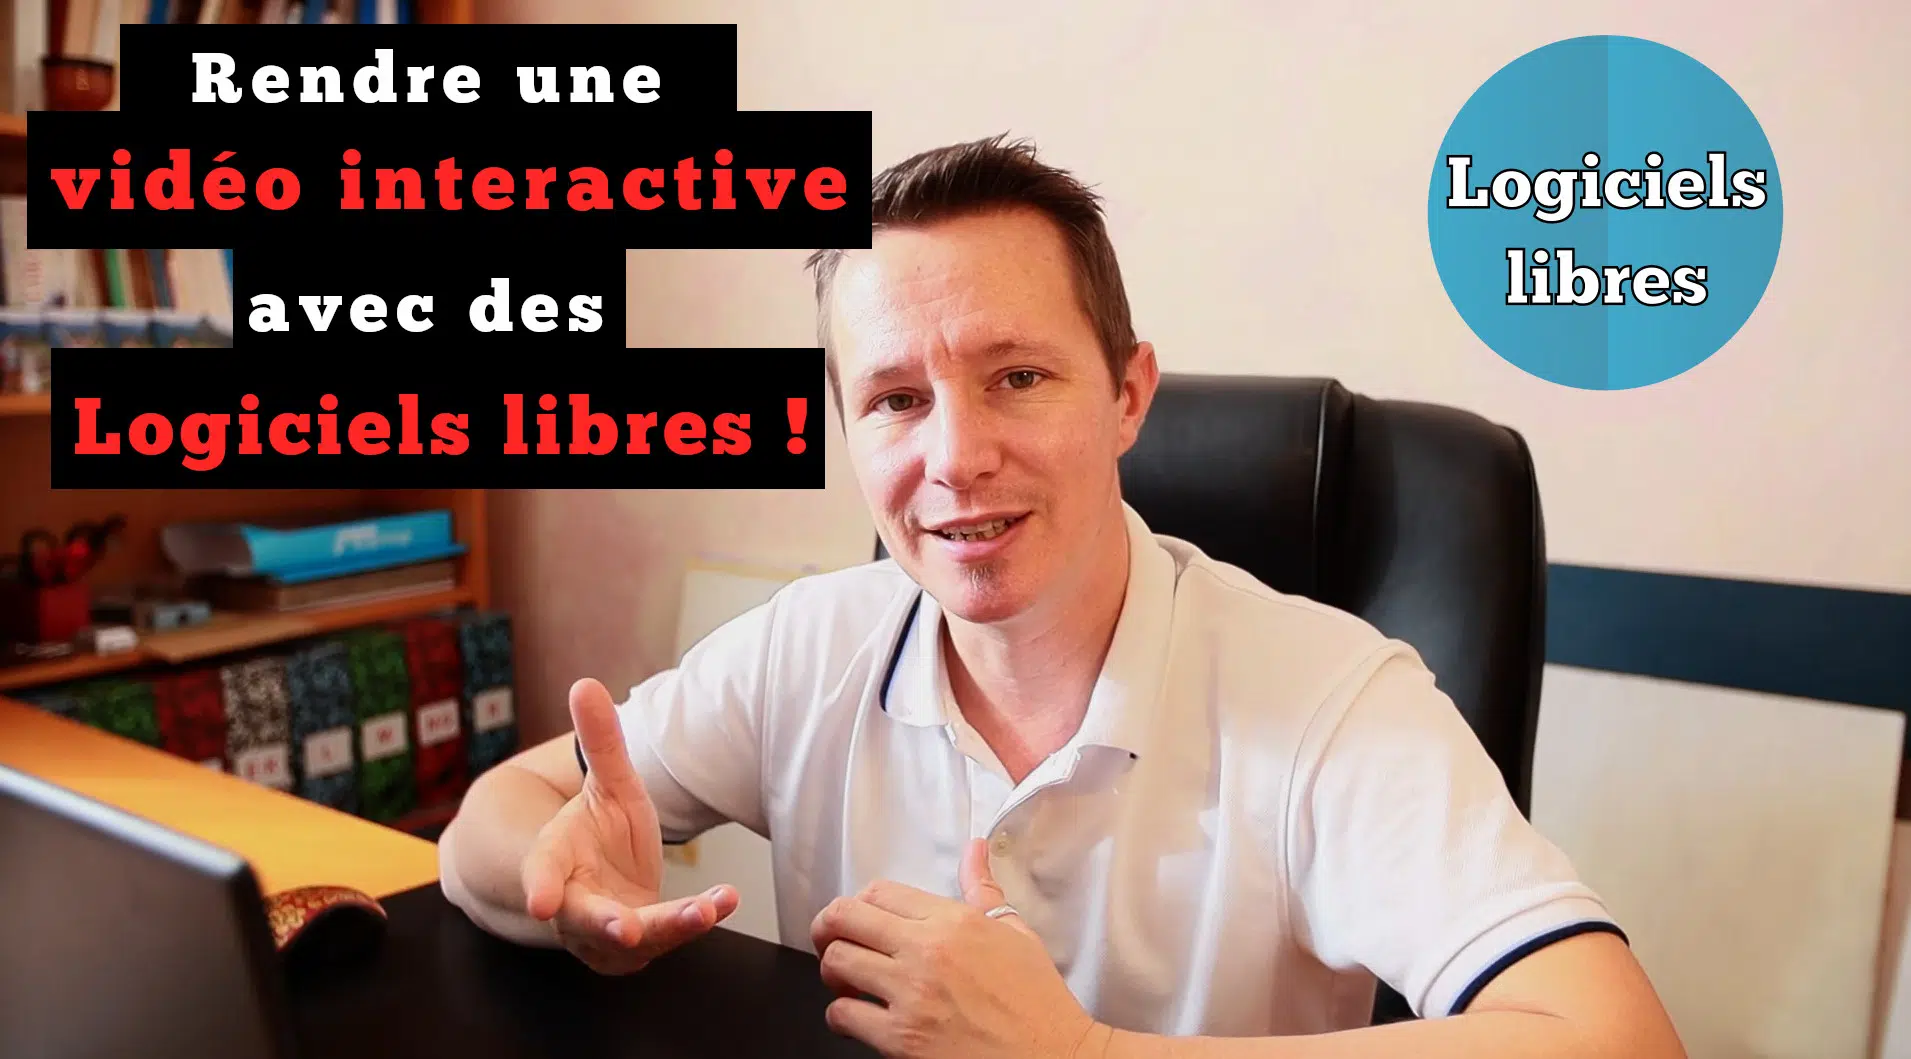 Rendre une
vidéo interactive
avec des
Logiciels libres !
Logiciels
libres